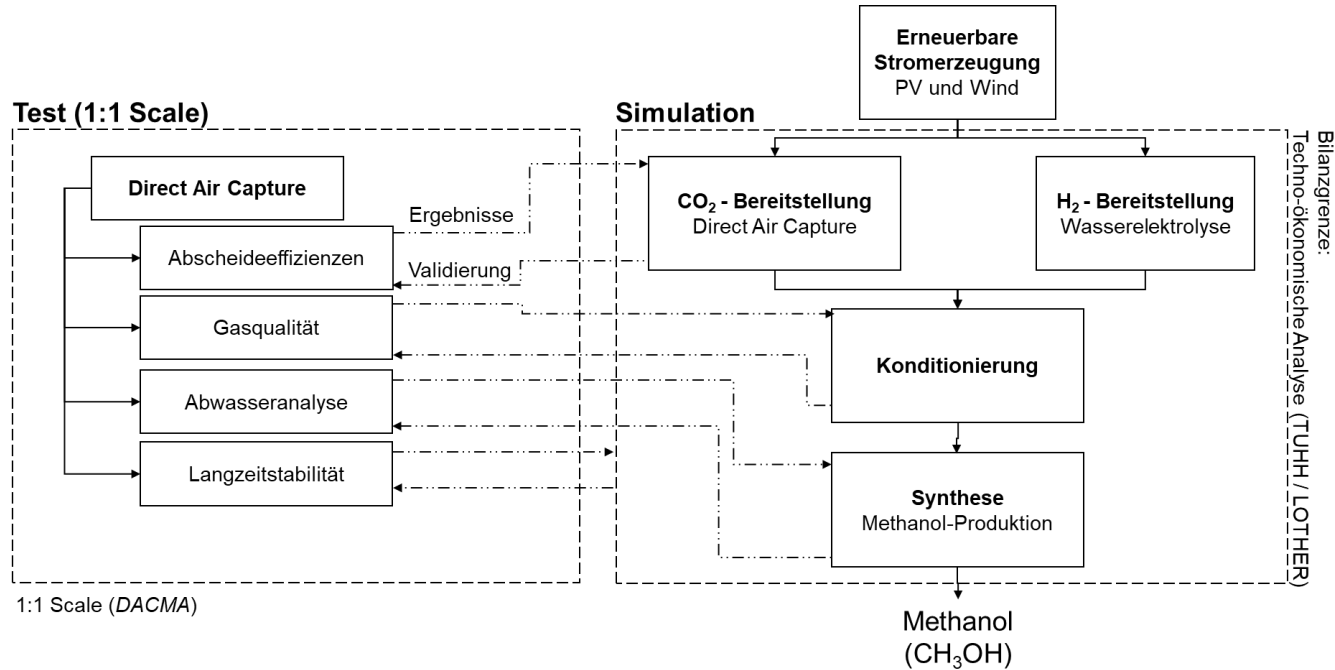 Erneuerbare
Stromerzeugung
PV und Wind
Test (1:1 Scale)
Direct Air Capture
Abscheideeffizienzen
Gasqualität
Abwasseranalyse
Langzeitstabilität
1:1 Scale (DACMA)
Ergebnisse
Validierung
Simulation
CO₂ - Bereitstellung
Direct Air Capture
H₂ - Bereitstellung
Wasserelektrolyse
Konditionierung
Synthese
Methanol-Produktion
Methanol
(CH₃OH)
Bilanzgrenze:
Techno-ökonomische Analyse (TUHH / LOTHER)